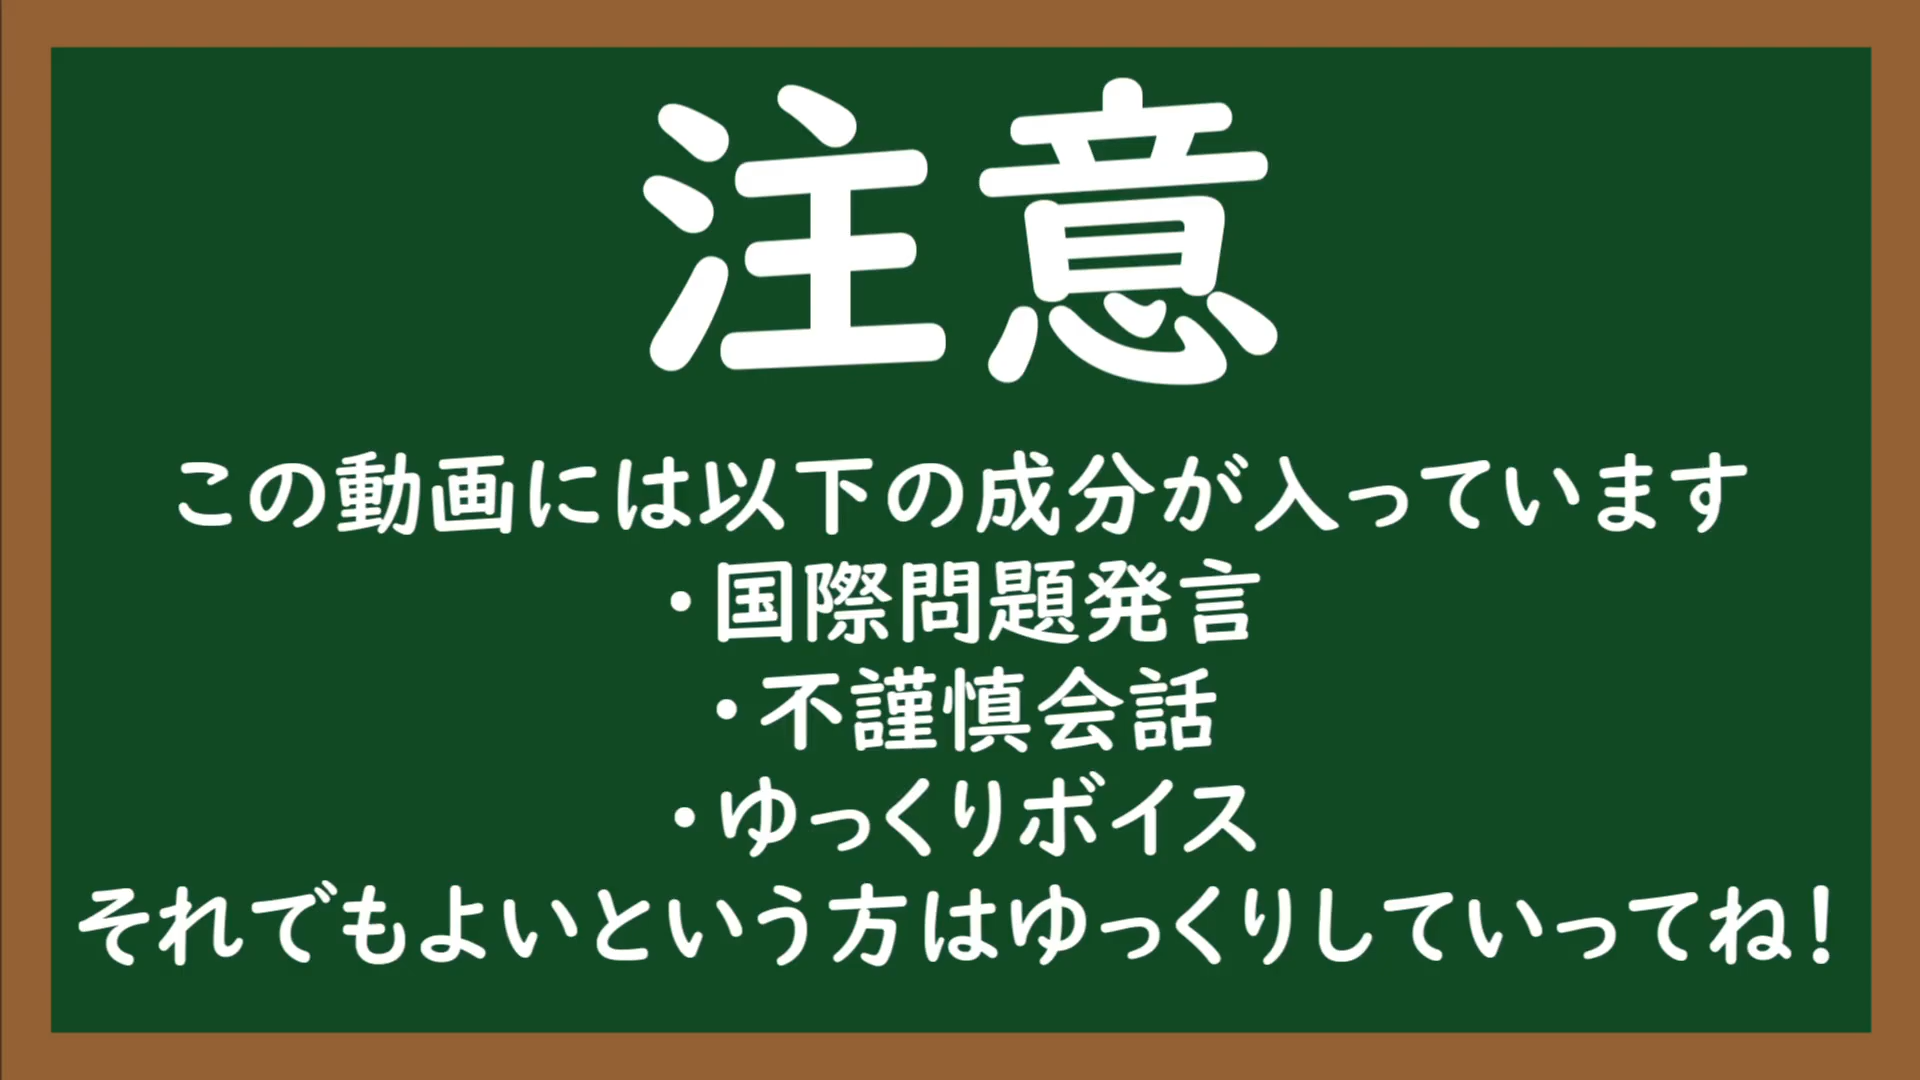 注意
この動画には以下の成分が入っています
・国際問題発言
・不謹慎会話
・ゆっくりボイス
それでもよいという方はゆっくりしていってね！